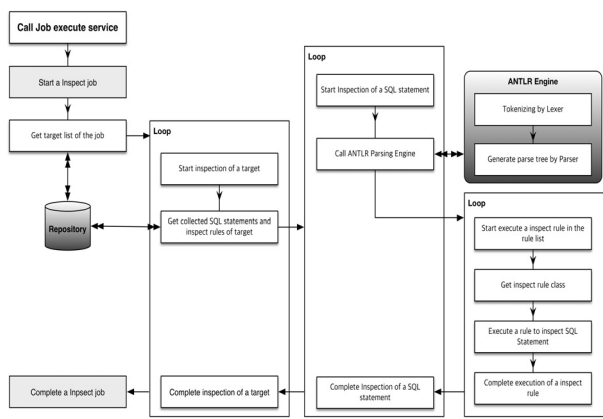 Call Job execute service
Start a Inspect job
Get target list of the job
Repository
Complete a Inpsect job
Loop
Start inspection of a target
Get collected SQL statements and
inspect rules of target
Complete inspection of a target
Loop
Start Inspection of a SQL statement
Call ANTLR Parsing Engine
Complete Inspection of a SQL
statement
ANTLR Engine
Tokenizing by Lexer
Generate parse tree by Parser
Loop
Start execute a inspect rule in the
rule list
Get inspect rule class
Execute a rule to inspect SQL
Statement
Complete execution of a inspect
rule